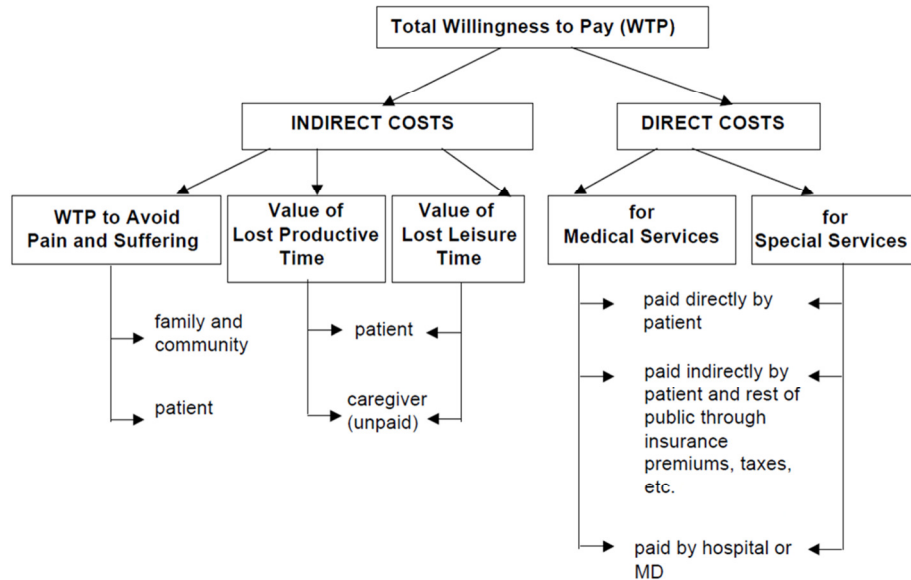 Total Willingness to Pay (WTP)
INDIRECT COSTS
DIRECT COSTS
WTP to Avoid
Pain and Suffering
Value of
Lost Productive
Time
Value of
Lost Leisure
Time
for
Medical Services
for
Special Services
family and
community
patient
patient
caregiver
(unpaid)
paid directly by
patient
paid indirectly by
patient and rest of
public through
insurance
premiums, taxes,
etc.
paid by hospital or
MD